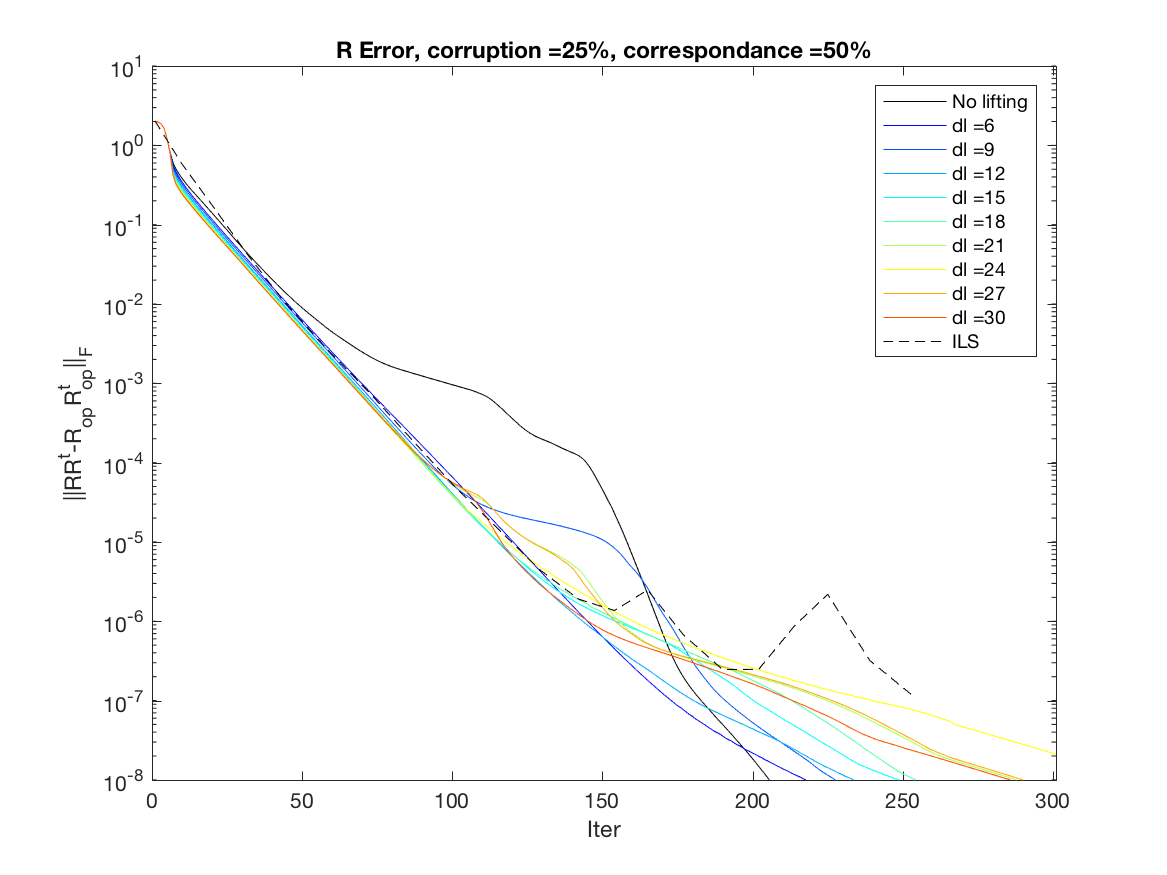 R Error, corruption =25%, correspondance =50%
10^1
10^0
10^-1
10^-2
10^-3
10^-4
10^-5
10^-6
10^-7
10^-8
||RR^t-R_op R^t_op||_F
No lifting
dl =6
dl =9
dl =12
dl =15
dl =18
dl =21
dl =24
dl =27
dl =30
ILS
0 50 100 150 200 250 300
Iter